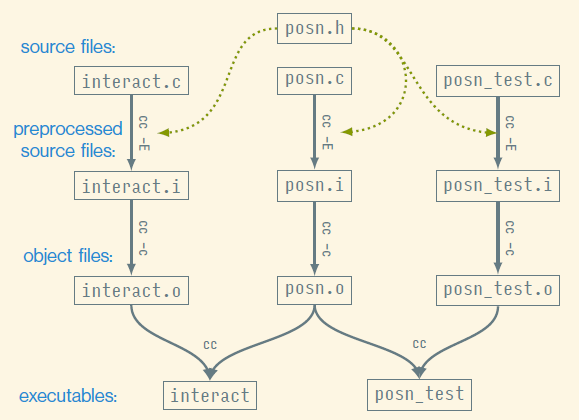 posn.h
source files:
interact.c
posn.c
posn_test.c
cc -E
cc -E
cc -E
preprocessed
source files:
interact.i
posn.i
posn_test.i
cc -c
cc -c
cc -c
object files:
interact.o
posn.o
posn_test.o
cc
cc
executables:
interact
posn_test